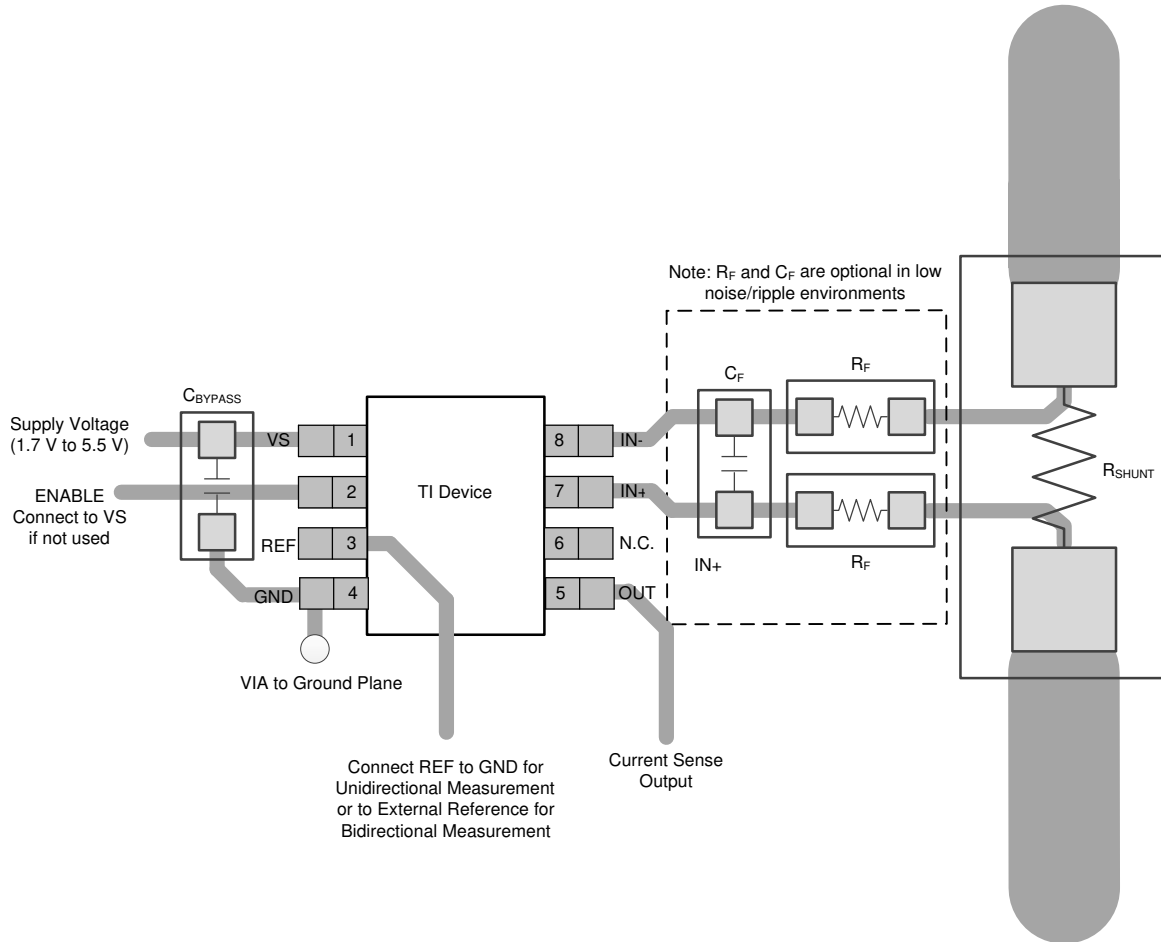 Note: RF and CF are optional in low
noise/ripple environments
CBYPASS
CF
RF
Supply Voltage
(1.7 V to 5.5 V)
VS
1
8
IN-
RSHUNT
ENABLE
Connect to VS
if not used
2
TI Device
7
IN+
REF
3
6
N.C.
IN+
RF
GND
4
5
OUT
VIA to Ground Plane
Connect REF to GND for
Unidirectional Measurement
or to External Reference for
Bidirectional Measurement
Current Sense
Output